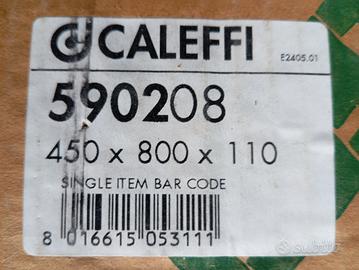 CALEFFI
E2405.01
590208
450 x 800 x 110
SINGLE ITEM BAR CODE
8 016615 053111
subito